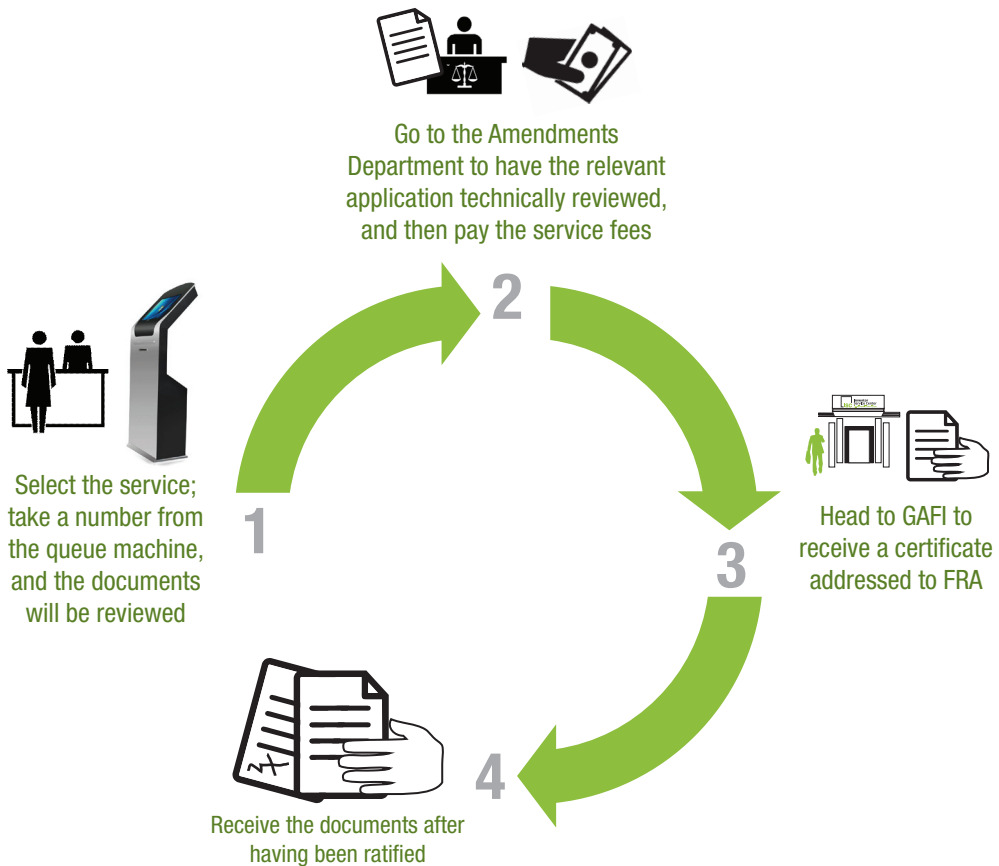 Go to the Amendments
Department to have the relevant
application technically reviewed,
and then pay the service fees
2
Select the service;
take a number from
the queue machine,
and the documents
will be reviewed
1
Head to GAFI to
receive a certificate
addressed to FRA
3
4
Receive the documents after
having been ratified